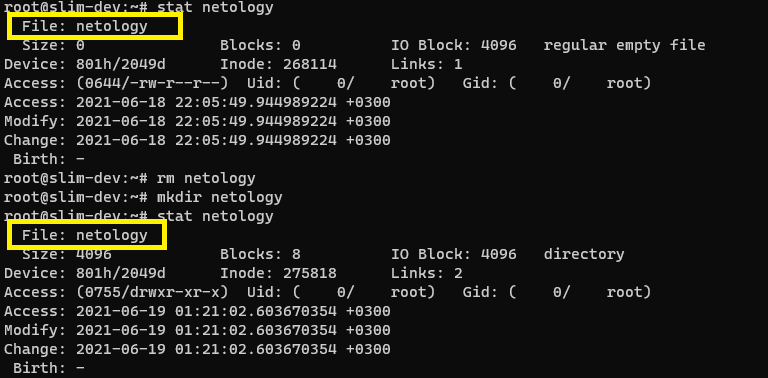 root@slim-dev:~# stat netology
  File: netology
  Size: 0               Blocks: 0          IO Block: 4096   regular empty file
Device: 801h/2049d      Inode: 268114      Links: 1
Access: (0644/-rw-r--r--)  Uid: (    0/    root)   Gid: (    0/    root)
Access: 2021-06-18 22:05:49.944989224 +0300
Modify: 2021-06-18 22:05:49.944989224 +0300
Change: 2021-06-18 22:05:49.944989224 +0300
 Birth: -
root@slim-dev:~# rm netology
root@slim-dev:~# mkdir netology
root@slim-dev:~# stat netology
  File: netology
  Size: 4096            Blocks: 8          IO Block: 4096   directory
Device: 801h/2049d      Inode: 275818      Links: 2
Access: (0755/drwxr-xr-x)  Uid: (    0/    root)   Gid: (    0/    root)
Access: 2021-06-19 01:21:02.603670354 +0300
Modify: 2021-06-19 01:21:02.603670354 +0300
Change: 2021-06-19 01:21:02.603670354 +0300
 Birth: -